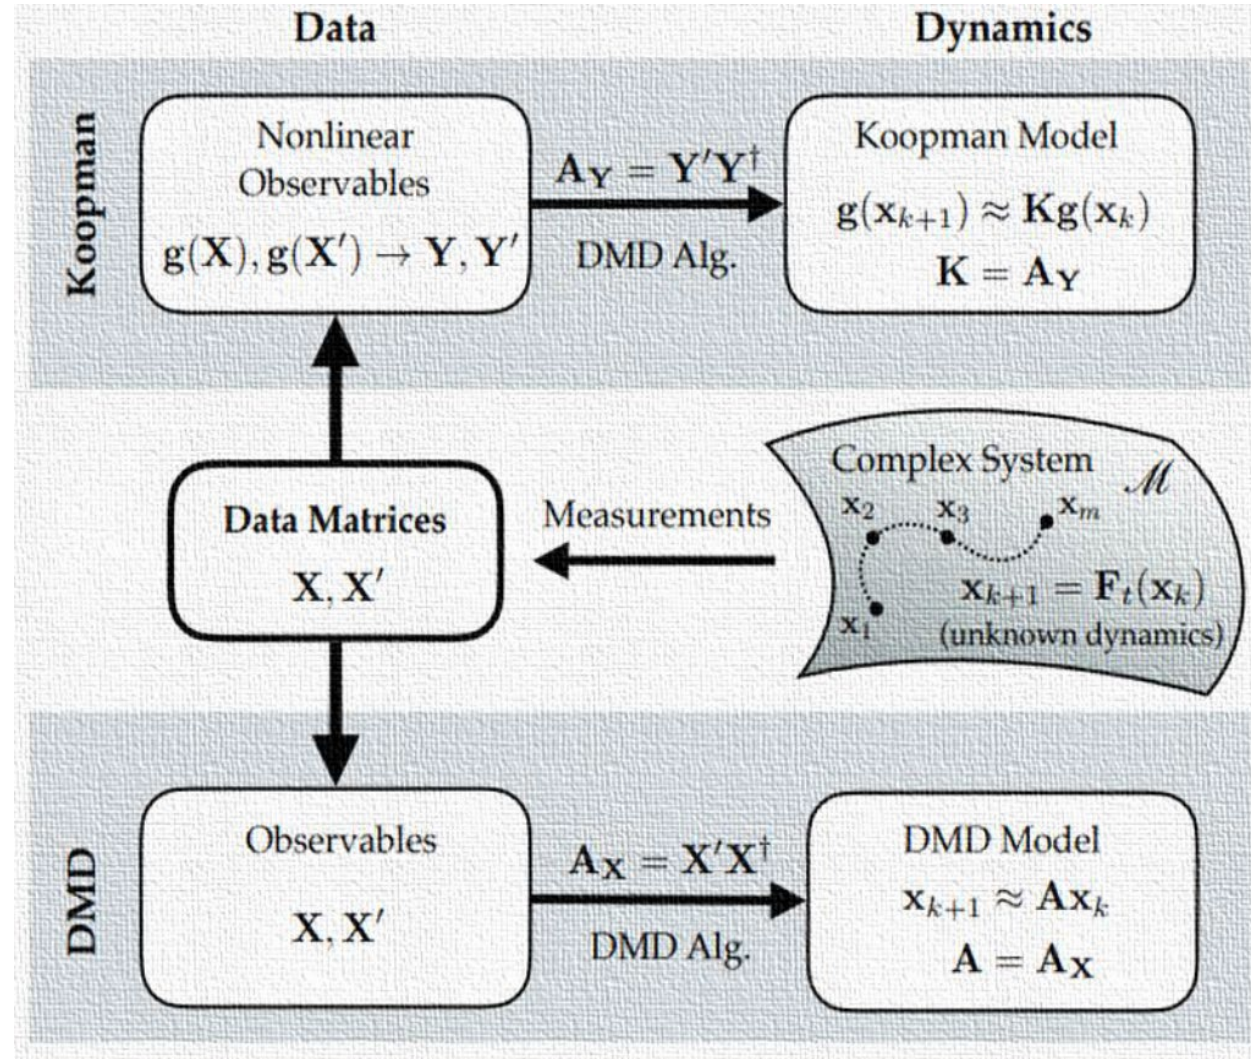 Data
Dynamics
Koopman
Nonlinear
Observables
g(X), g(X′) → Y, Y′
A_Y = Y′Y†
DMD Alg.
Koopman Model
g(x_{k+1}) ≈ Kg(x_k)
K = A_Y
Data Matrices
X, X′
Measurements
Complex System
ℳ
x_2
x_3
x_m
x_{k+1} = F_t(x_k)
x_1
(unknown dynamics)
DMD
Observables
X, X′
A_X = X′X†
DMD Alg.
DMD Model
x_{k+1} ≈ Ax_k
A = A_X